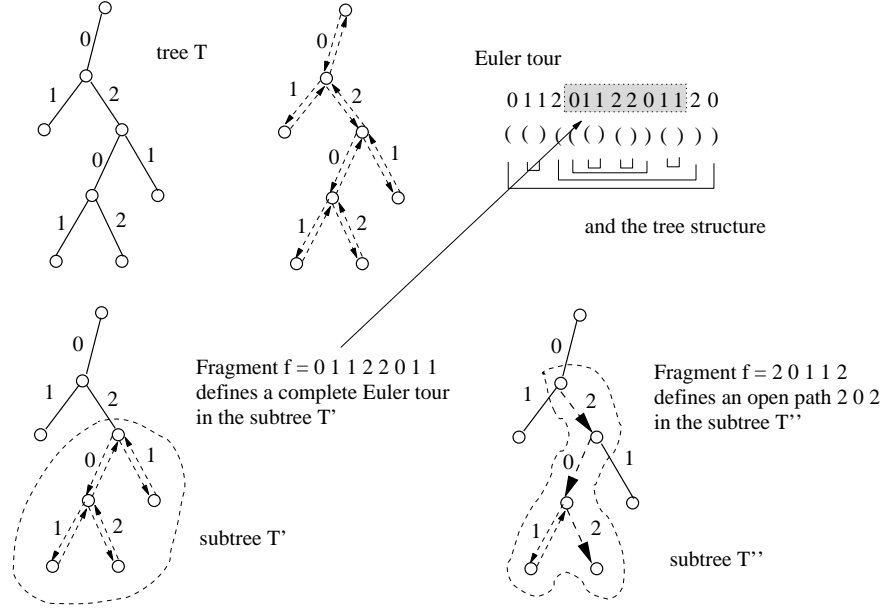 tree T
0
1
2
0
1
1
2
0
1
2
0
1
1
2
Euler tour
0 1 1 2 0 1 1 2 2 0 1 1 2 0
( ( ) ( ( ( ) ( ) ) ( ) ) )
and the tree structure
0
1
2
0
1
1
2
subtree T’
Fragment f = 0 1 1 2 2 0 1 1
defines a complete Euler tour
in the subtree T’
0
1
2
0
1
1
2
subtree T’’
Fragment f = 2 0 1 1 2
defines an open path 2 0 2
in the subtree T’’